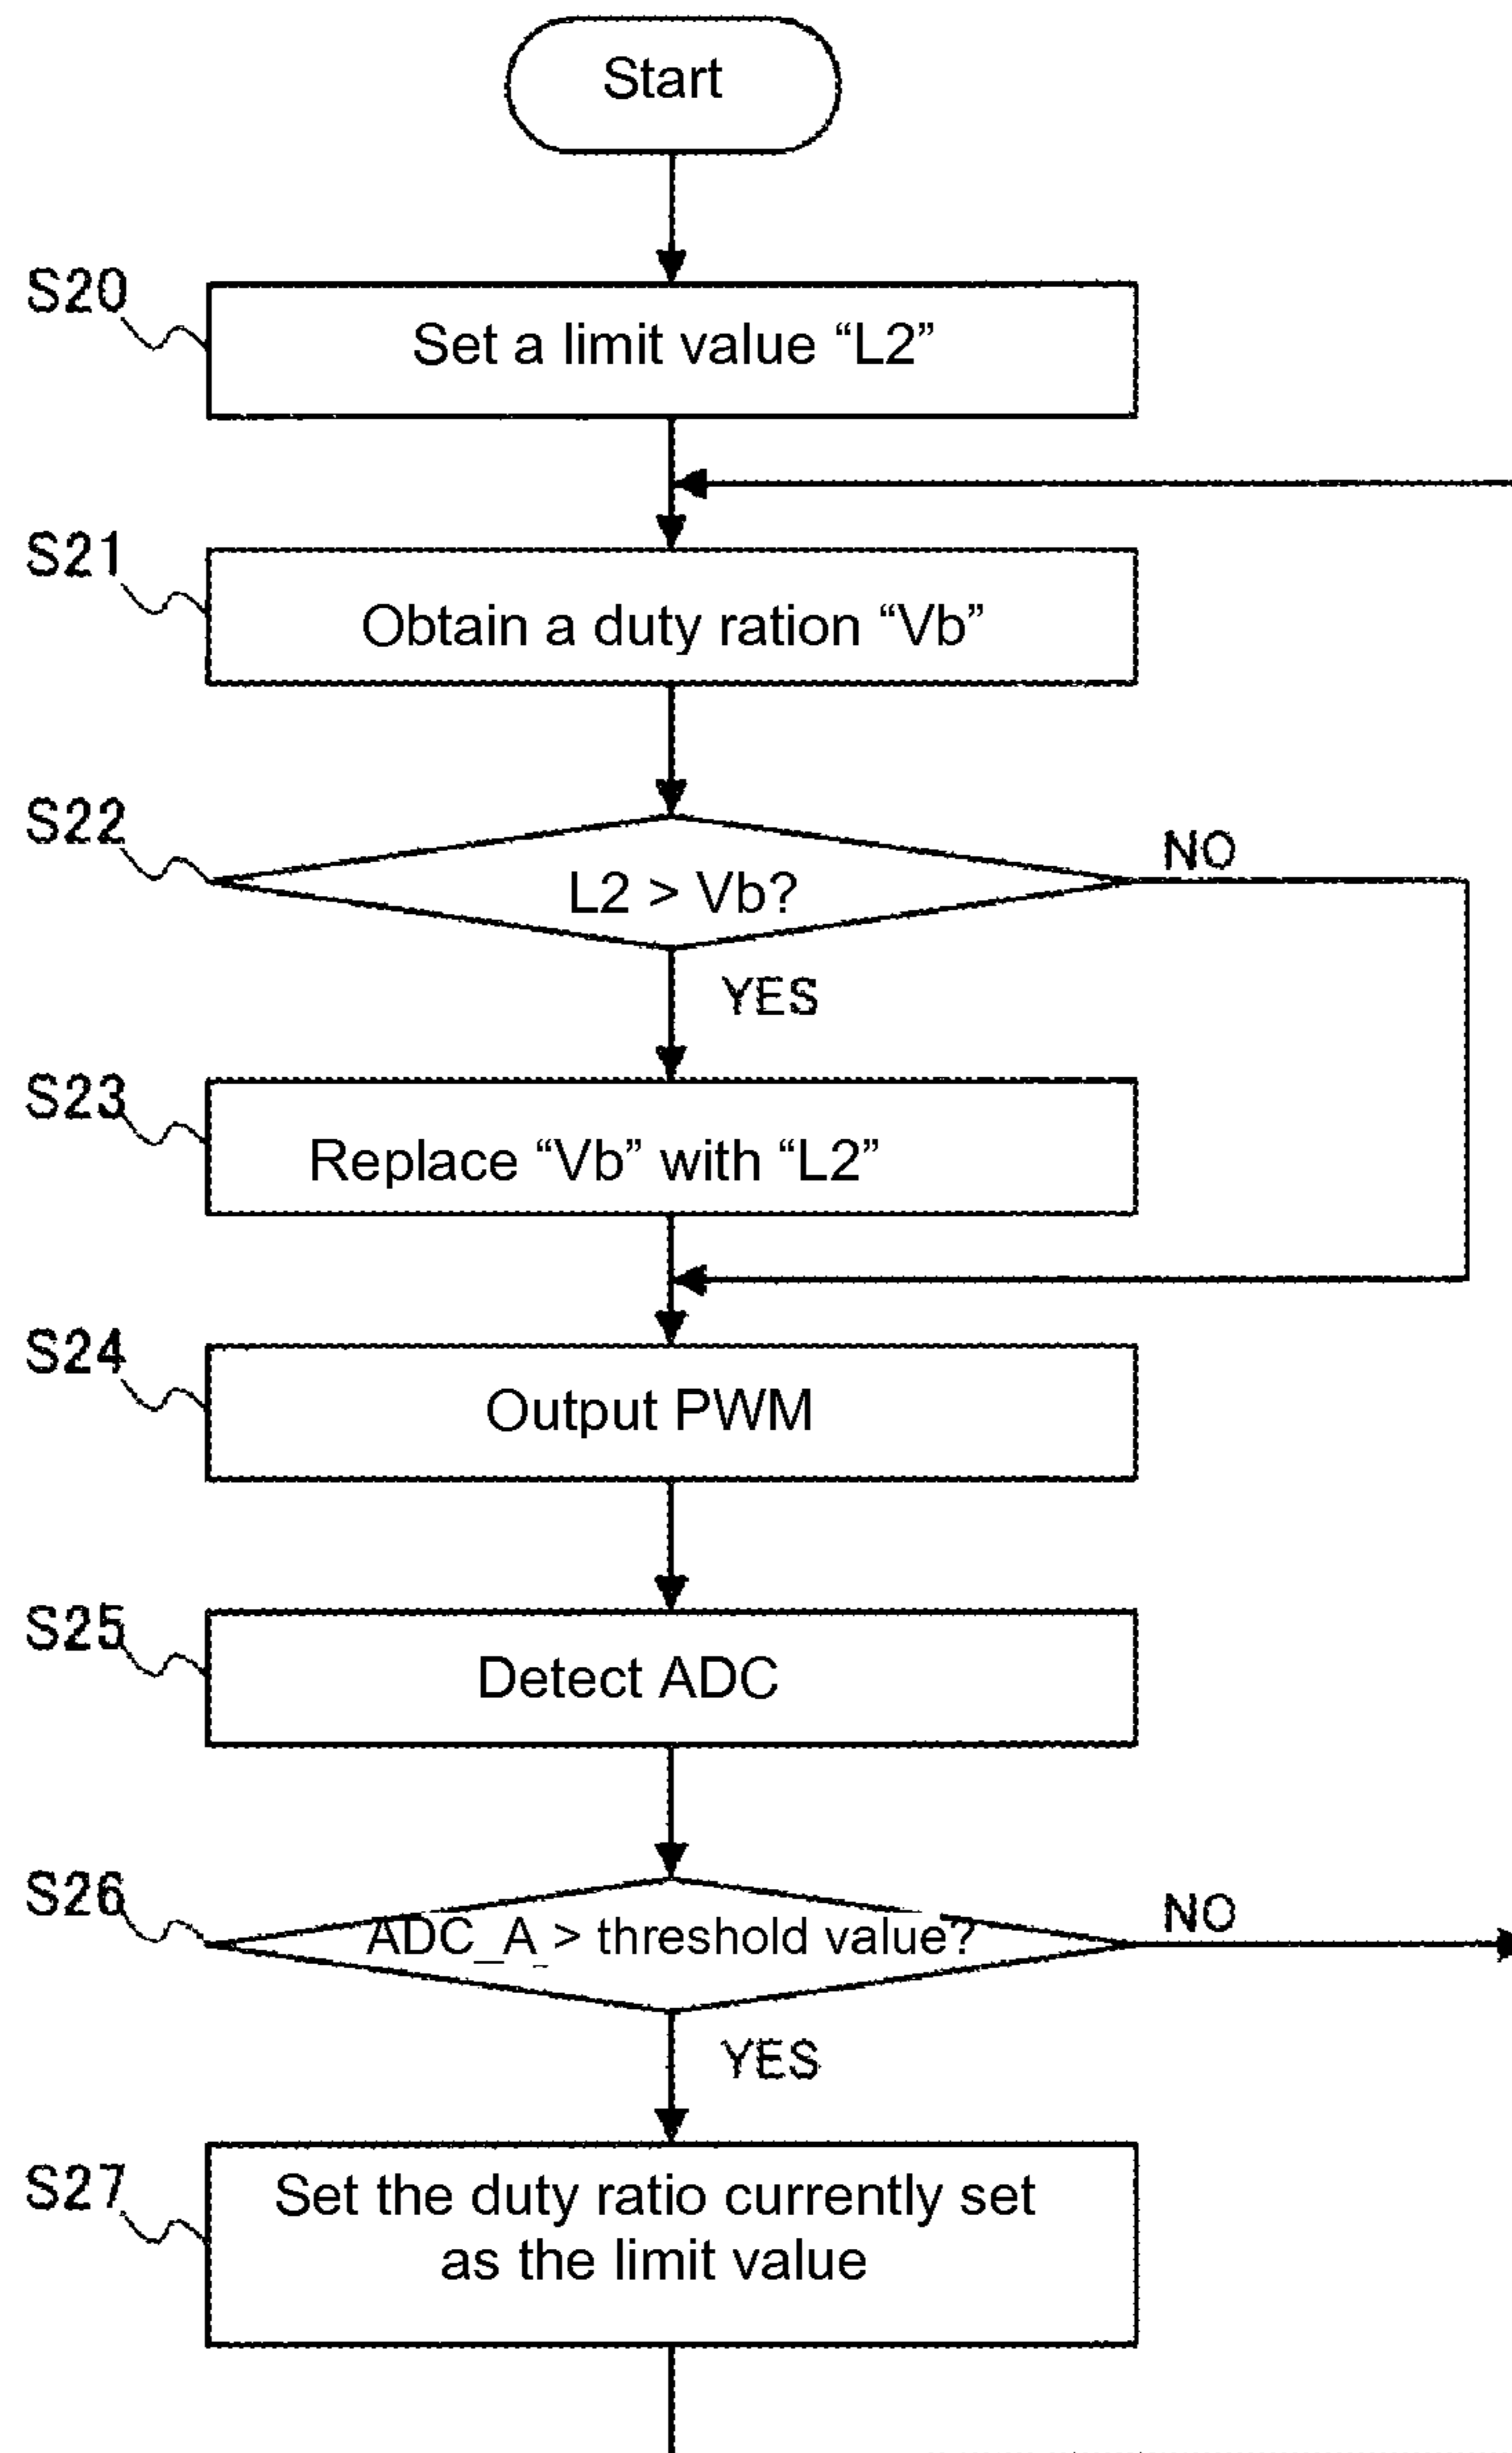 Start
S20
Set a limit value “L2”
S21
Obtain a duty ration “Vb”
S22
L2 > Vb?
NO
YES
S23
Replace “Vb” with “L2”
S24
Output PWM
S25
Detect ADC
S26
ADC_A > threshold value?
NO
YES
S27
Set the duty ratio currently set
as the limit value